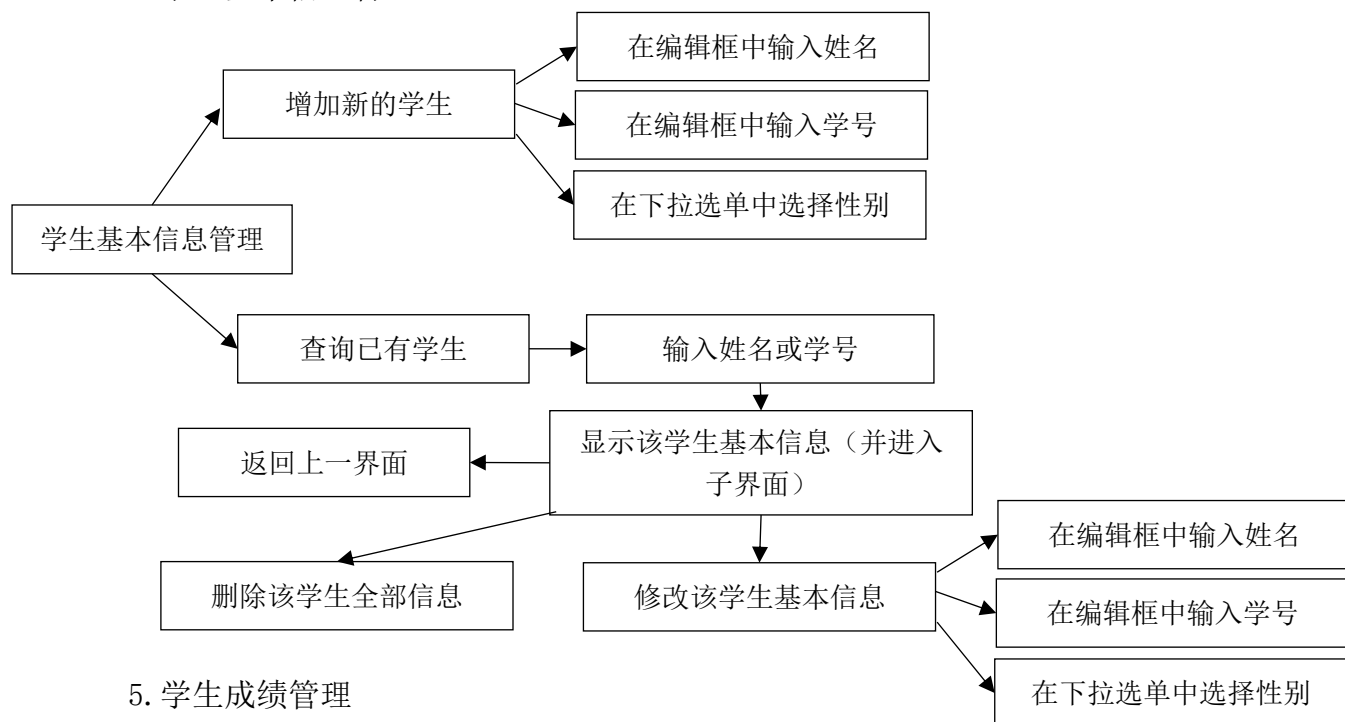 在编辑框中输入姓名
增加新的学生
在编辑框中输入学号
在下拉选单中选择性别
学生基本信息管理
查询已有学生
输入姓名或学号
显示该学生基本信息（并进入
子界面）
返回上一界面
在编辑框中输入姓名
删除该学生全部信息
修改该学生基本信息
在编辑框中输入学号
在下拉选单中选择性别
5.学生成绩管理